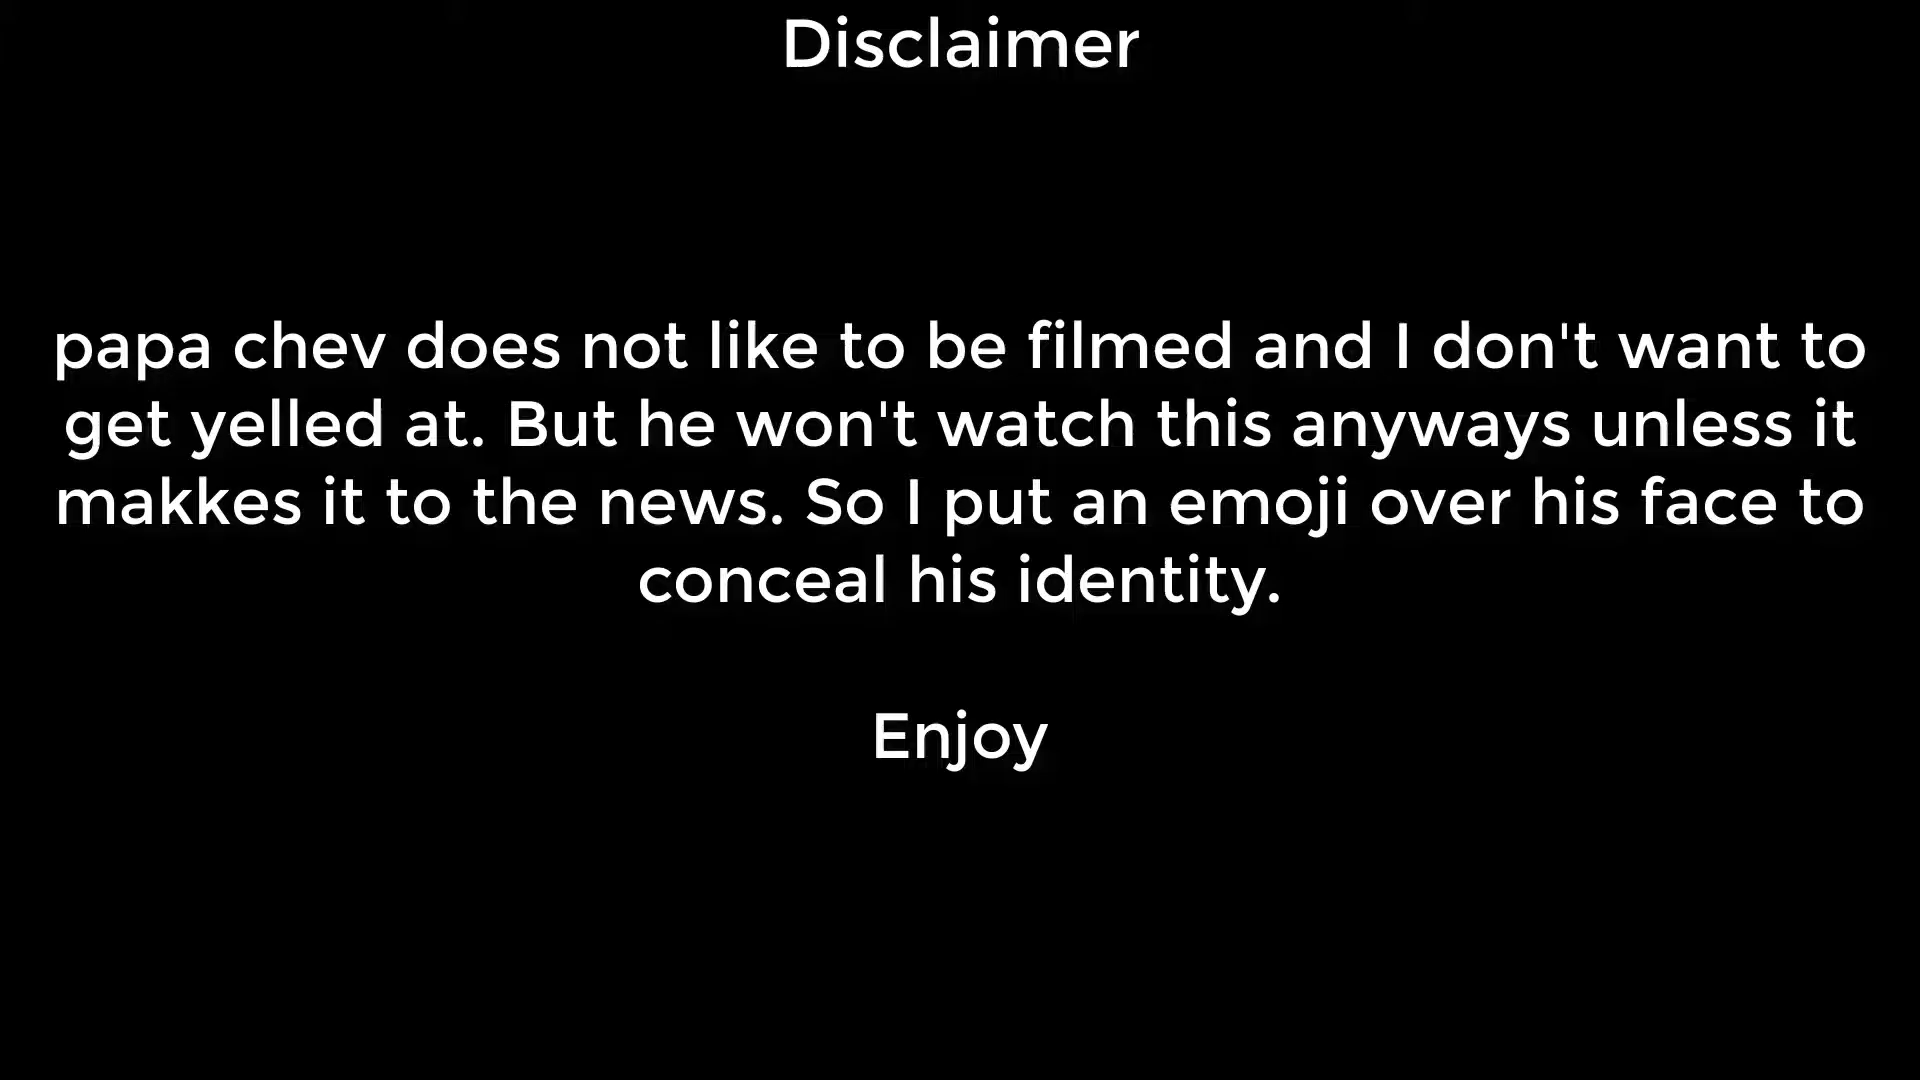 Disclaimer
papa chev does not like to be filmed and I don't want to
get yelled at. But he won't watch this anyways unless it
makkes it to the news. So I put an emoji over his face to
conceal his identity.
Enjoy